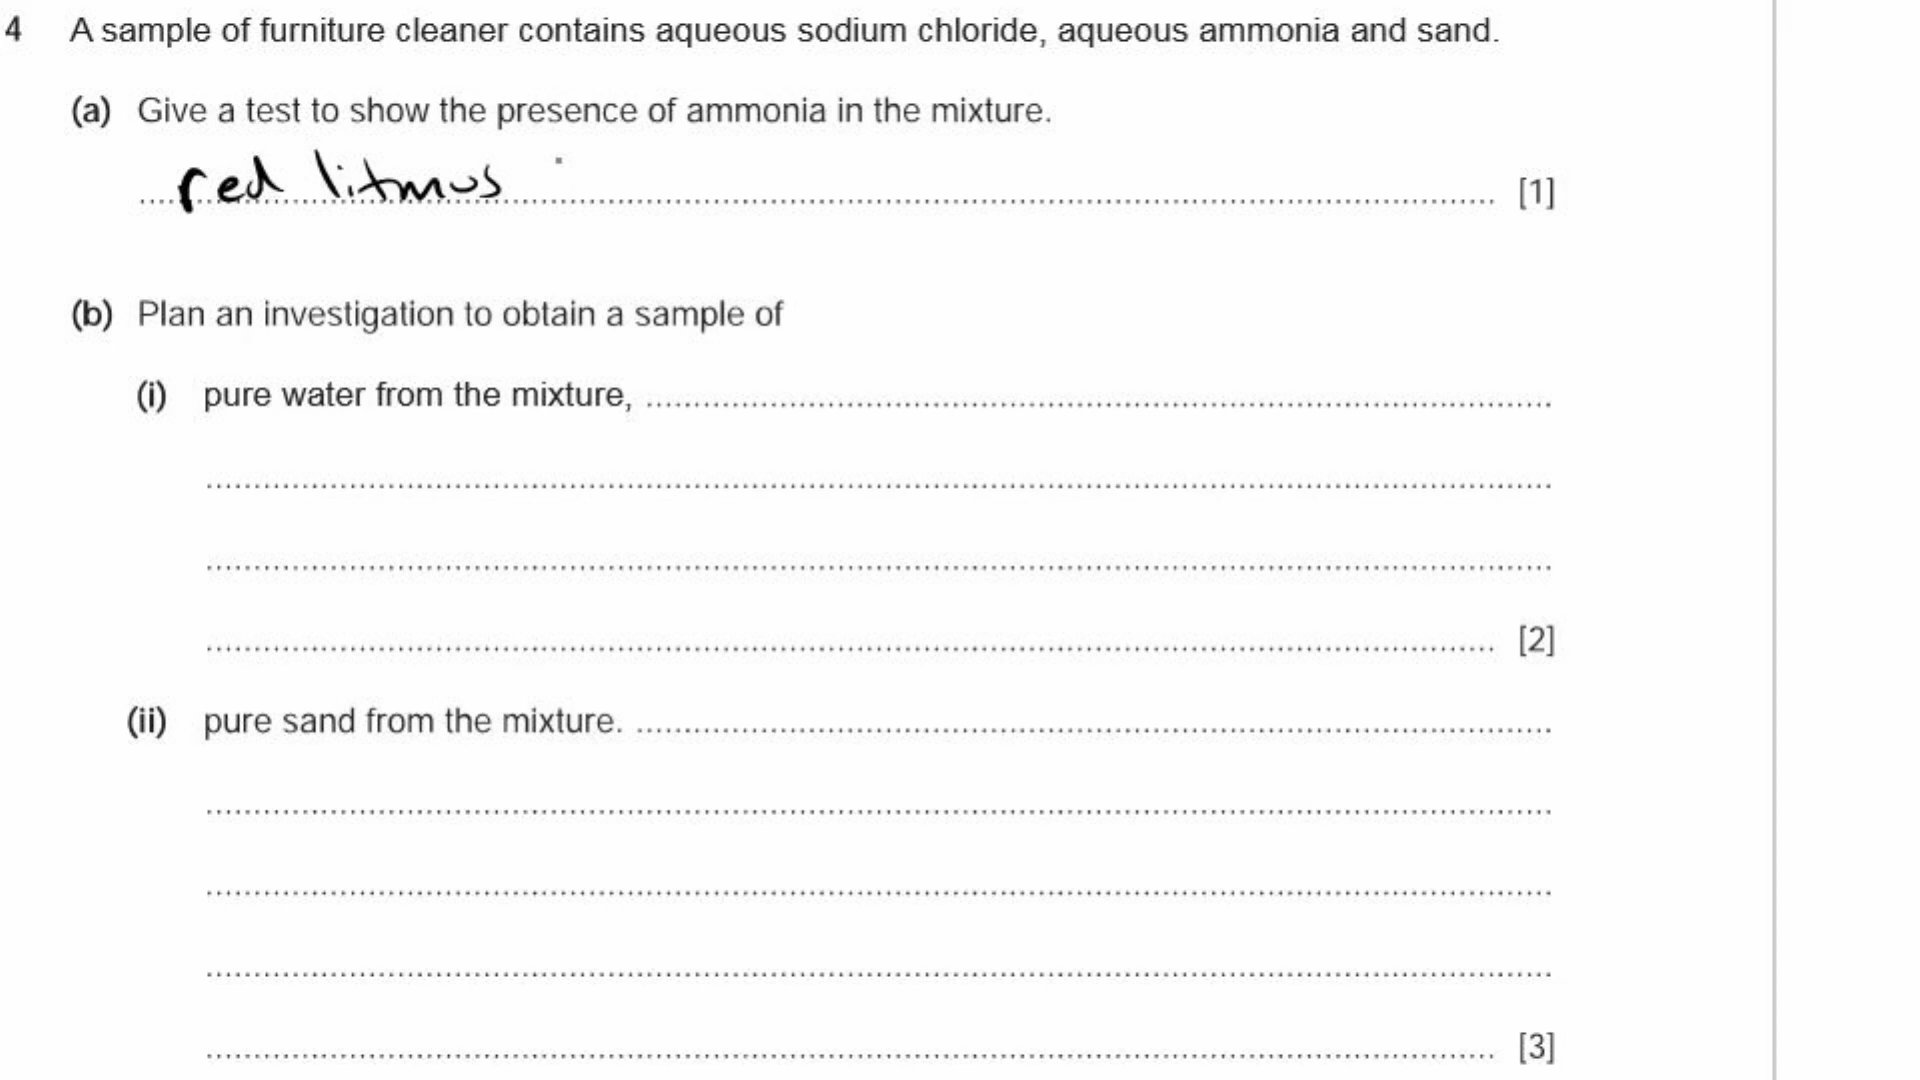 4 A sample of furniture cleaner contains aqueous sodium chloride, aqueous ammonia and sand.
(a) Give a test to show the presence of ammonia in the mixture.
red litmus [1]
(b) Plan an investigation to obtain a sample of
(i) pure water from the mixture,
[2]
(ii) pure sand from the mixture.
[3]